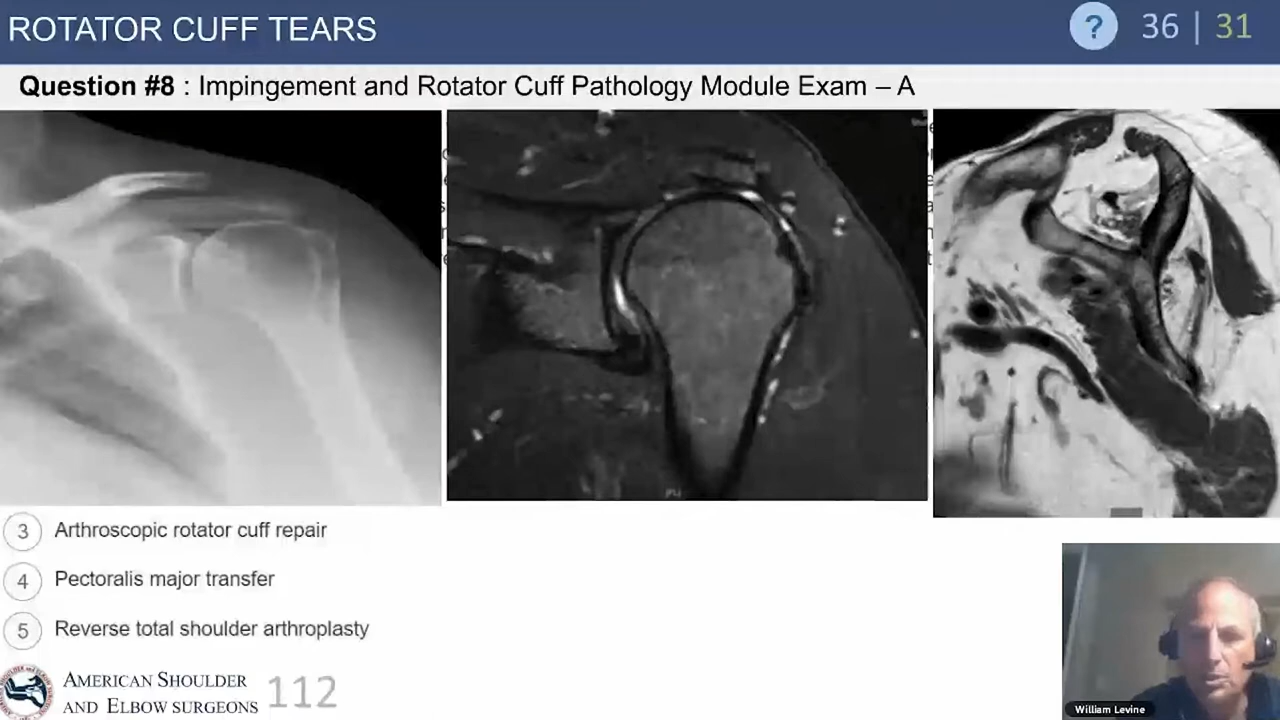 ROTATOR CUFF TEARS
? 36 | 31
Question #8 : Impingement and Rotator Cuff Pathology Module Exam – A
3 Arthroscopic rotator cuff repair
4 Pectoralis major transfer
5 Reverse total shoulder arthroplasty
AMERICAN SHOULDER
AND ELBOW SURGEONS
112
William Levine